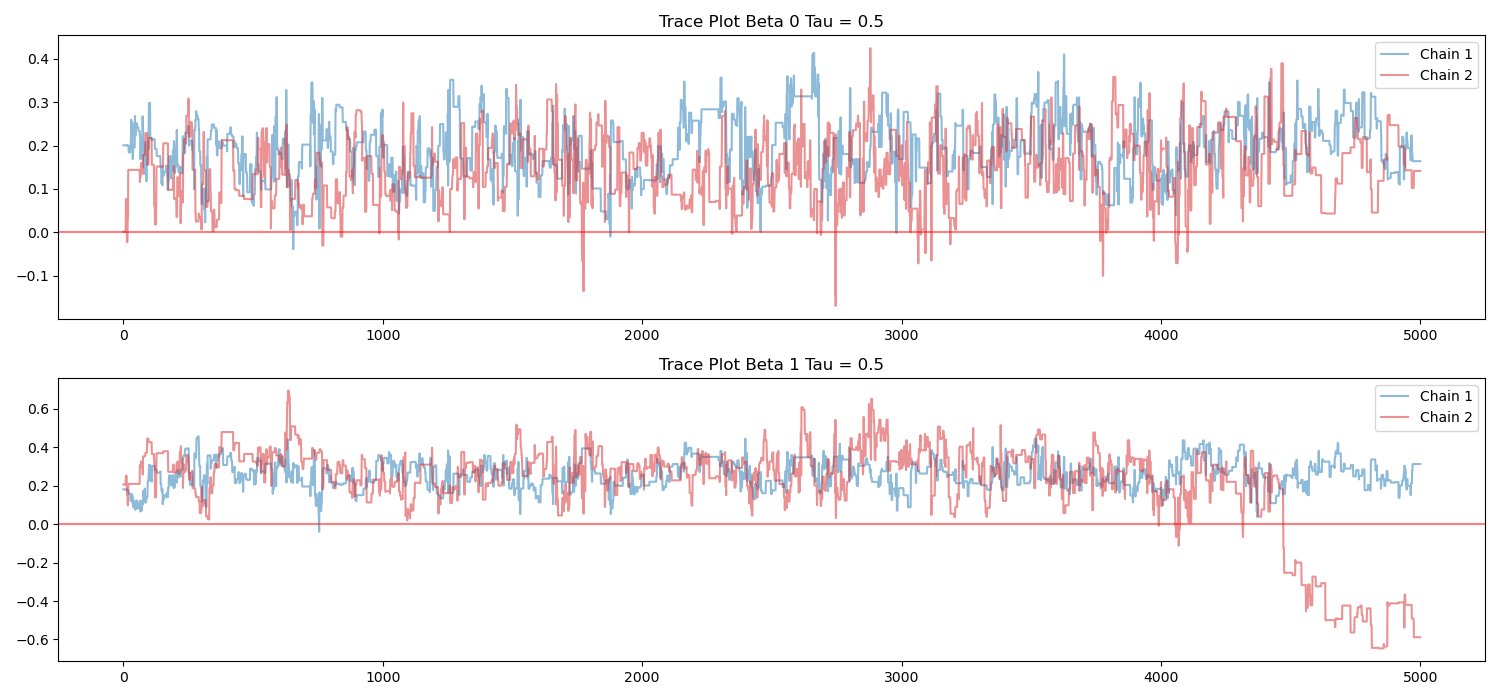 Trace Plot Beta 0 Tau = 0.5
Chain 1
Chain 2
0.4
0.3
0.2
0.1
0.0
−0.1
0 1000 2000 3000 4000 5000
Trace Plot Beta 1 Tau = 0.5
Chain 1
Chain 2
0.6
0.4
0.2
0.0
−0.2
−0.4
−0.6
0 1000 2000 3000 4000 5000